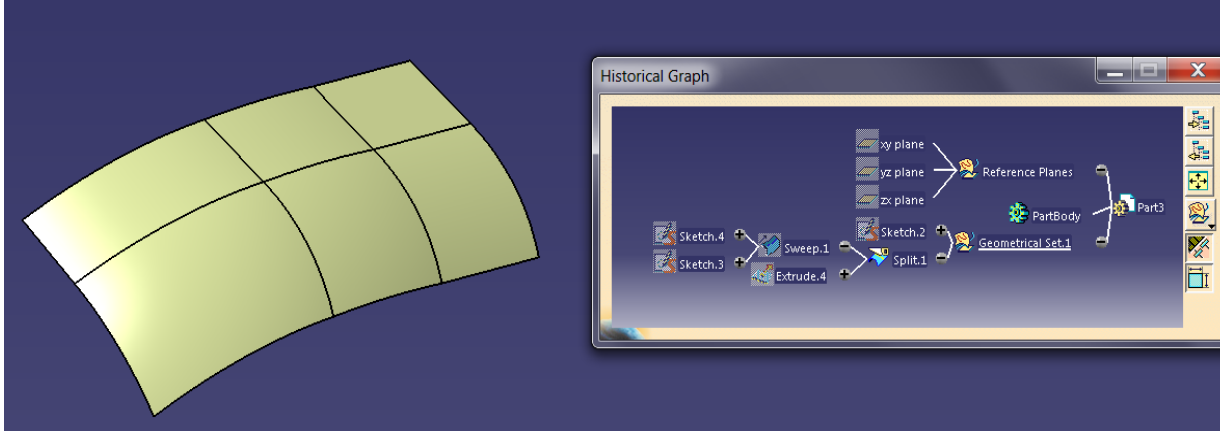 Historical Graph
xy plane
yz plane
Reference Planes
zx plane
PartBody
Part3
Sketch.4
Sketch.2
Sweep.1
Geometrical Set.1
Sketch.3
Split.1
Extrude.4